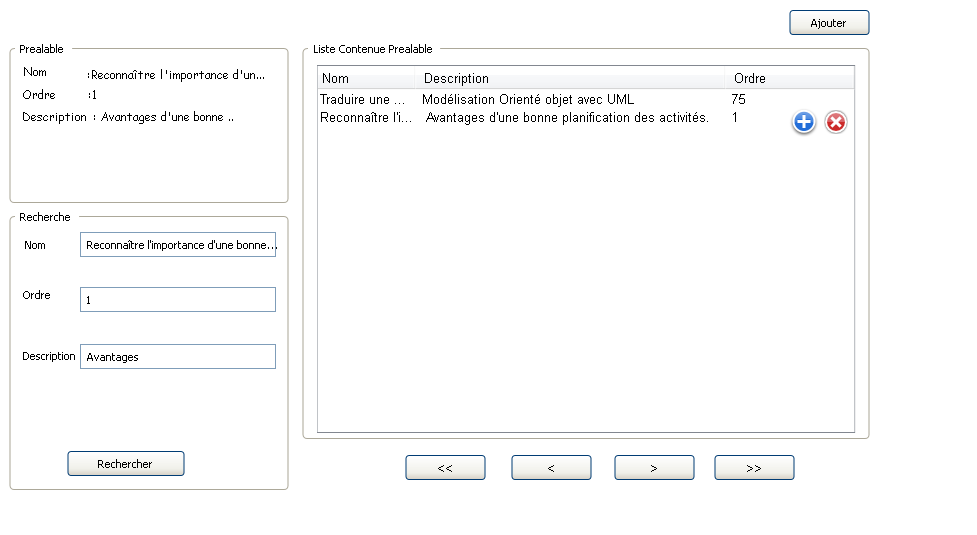 Ajouter
Prealable
Nom :Reconnaître l'importance d'un...
Ordre :1
Description : Avantages d'une bonne ..
Recherche
Nom Reconnaître l'importance d'une bonne...
Ordre 1
Description Avantages
Rechercher
Liste Contenue Prealable
Nom Description Ordre
Traduire une ... Modélisation Orienté objet avec UML 75
Reconnaître l'i... Avantages d'une bonne planification des activités. 1
<< < > >>